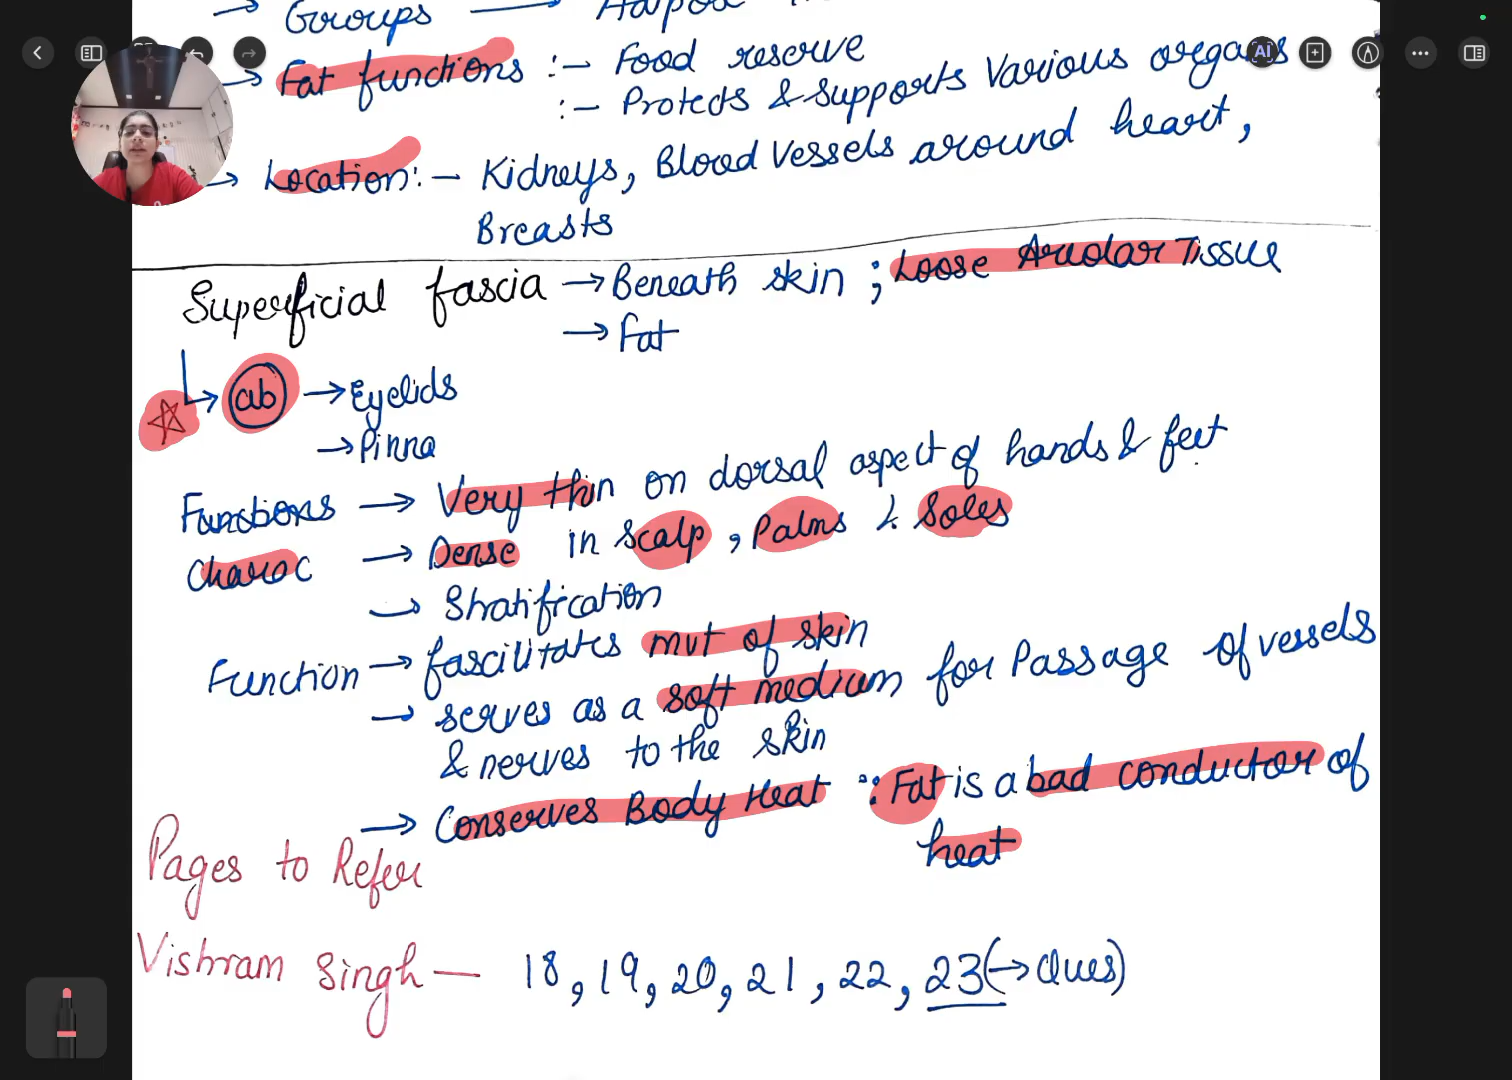 → Groups → Adipose
→ Fat functions :- Food reserve
:- Protects & supports Various organs
→ Location:- Kidneys, Blood Vessels around heart,
Breasts
Superficial fascia → Beneath skin ; Loose Areolar Tissue
→ Fat
☆ → ab → Eyelids
→ Pinna
Functions → Very thin on dorsal aspect of hands & feet
Charac → Dense in scalp, Palms & Soles
→ Stratification
Function → fascilitates mvt of skin
→ serves as a soft medium for Passage of vessels
& nerves to the skin
→ Conserves Body Heat ∵ Fat is a bad conductor of
heat
Pages to Refer
Vishram Singh — 18, 19, 20, 21, 22, 23 (→ Ques)
AI